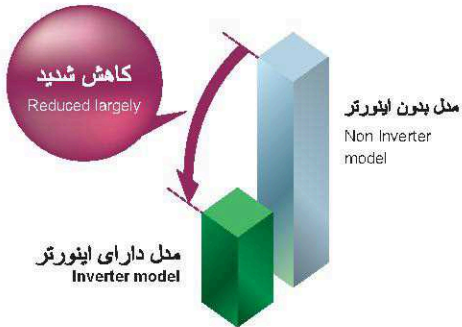 کاهش شدید
Reduced largely
مدل بدون اینورتر
Non Inverter
model
مدل دارای اینورتر
Inverter model